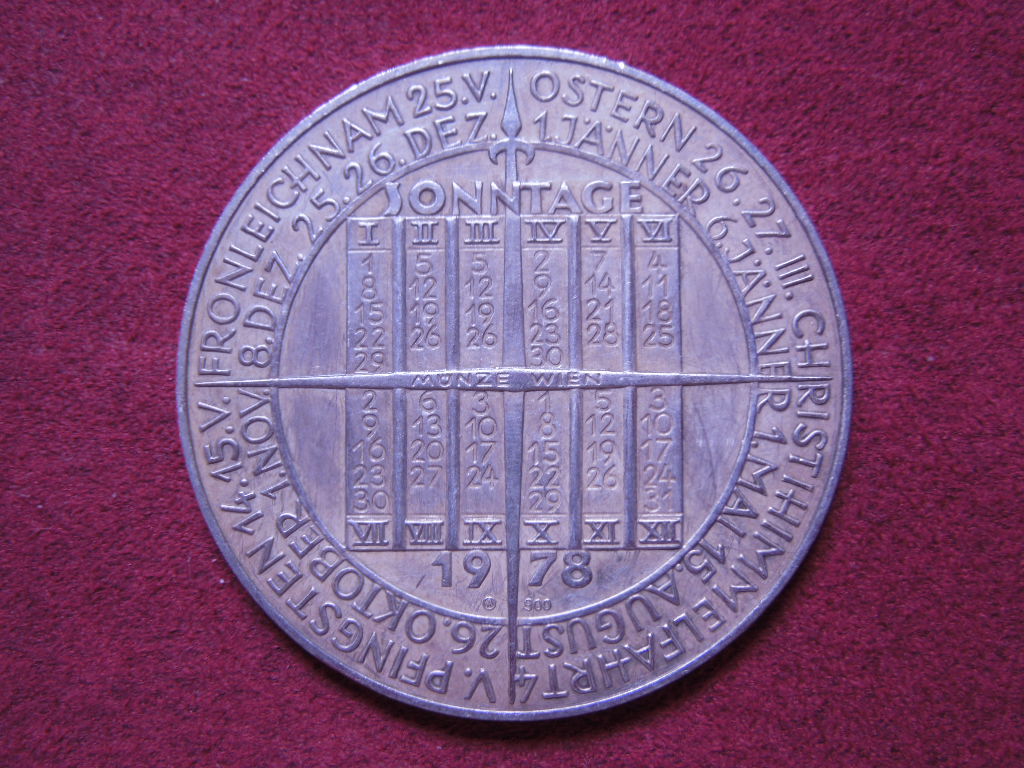 OSTERN 26. 27. III. CHRISTIHIMMELFAHRT 4. V. PFINGSTEN 14. 15. V. FRONLEICHNAM 25. V.
1. JÄNNER 6. JÄNNER 1. MAI 15. AUGUST 26. OKTOBER 1. NOV. 8. DEZ. 25. 26. DEZ.
SONNTAGE
I II III IV V VI
1 5 5 2 7 4
8 12 12 9 14 11
15 19 19 16 21 18
22 26 26 23 28 25
29 30
MÜNZE WIEN
2 6 3 1 5 3
9 13 10 8 12 10
16 20 17 15 19 17
23 27 24 22 26 24
30 29 31
VII VIII IX X XI XII
1978
900